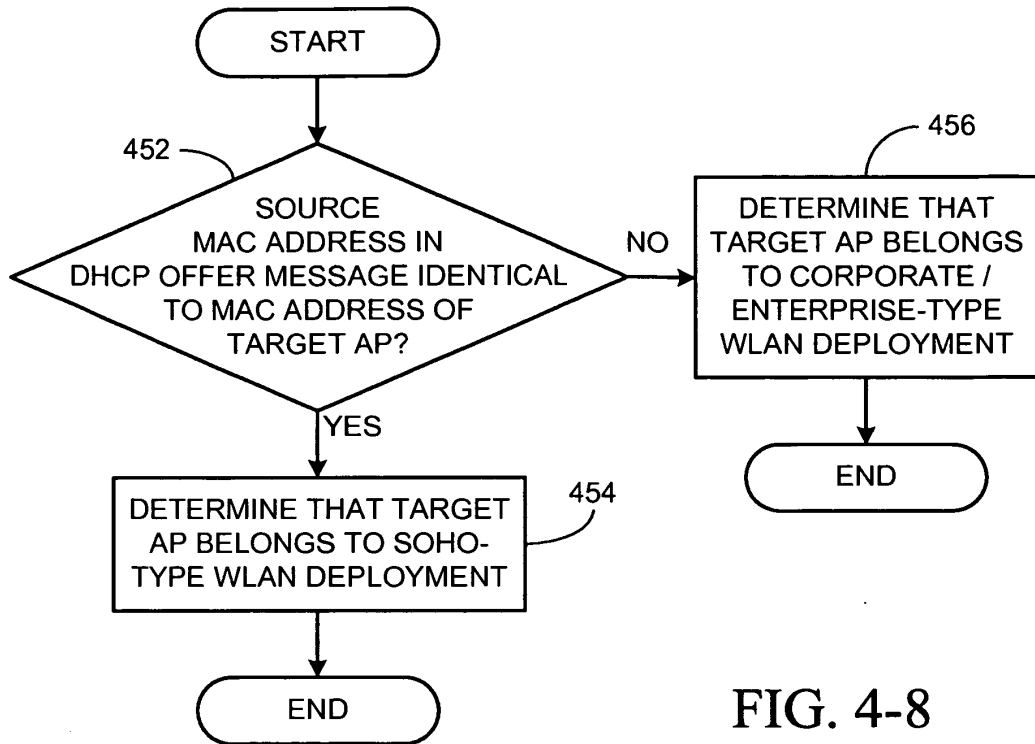 START
452
SOURCE
MAC ADDRESS IN
DHCP OFFER MESSAGE IDENTICAL
TO MAC ADDRESS OF
TARGET AP?
NO
456
DETERMINE THAT
TARGET AP BELONGS
TO CORPORATE /
ENTERPRISE-TYPE
WLAN DEPLOYMENT
END
YES
DETERMINE THAT TARGET
AP BELONGS TO SOHO-
TYPE WLAN DEPLOYMENT
454
END
FIG. 4-8